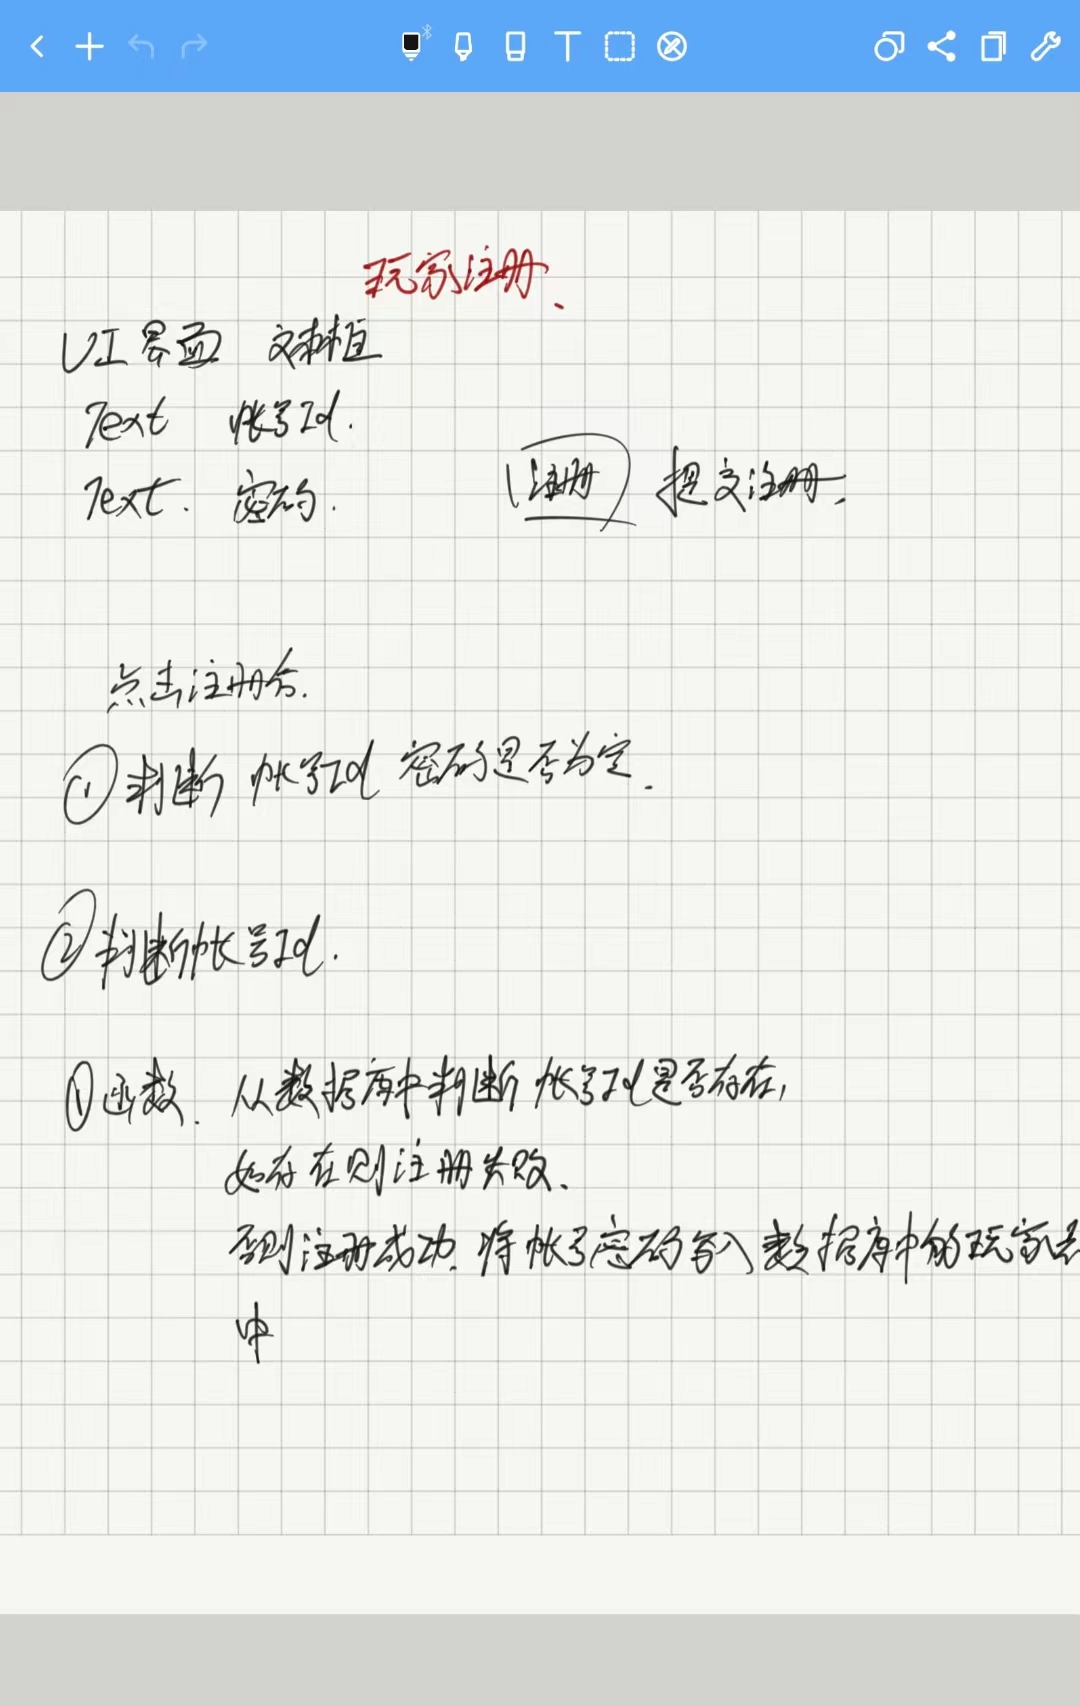 玩家注册、
UI界面 文本框
Text 帐号Id.
Text. 密码.
注册 提交注册.
点击注册后.
① 判断 帐号Id 密码是否为空.
② 判断帐号Id.
① 函数. 从数据库中判断 帐号Id是否存在,
如存在则注册失败、
否则注册成功. 将帐号密码写入数据库中的玩家表
中